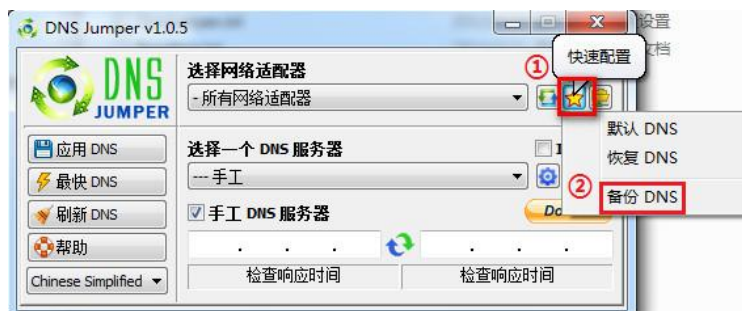 DNS Jumper v1.0.5
设置
文档
快速配置
①
DNS
JUMPER
选择网络适配器
- 所有网络适配器
默认 DNS
恢复 DNS
②
备份 DNS
应用 DNS
最快 DNS
刷新 DNS
帮助
Chinese Simplified
选择一个 DNS 服务器
--- 手工
手工 DNS 服务器
. . .
. . .
检查响应时间
检查响应时间